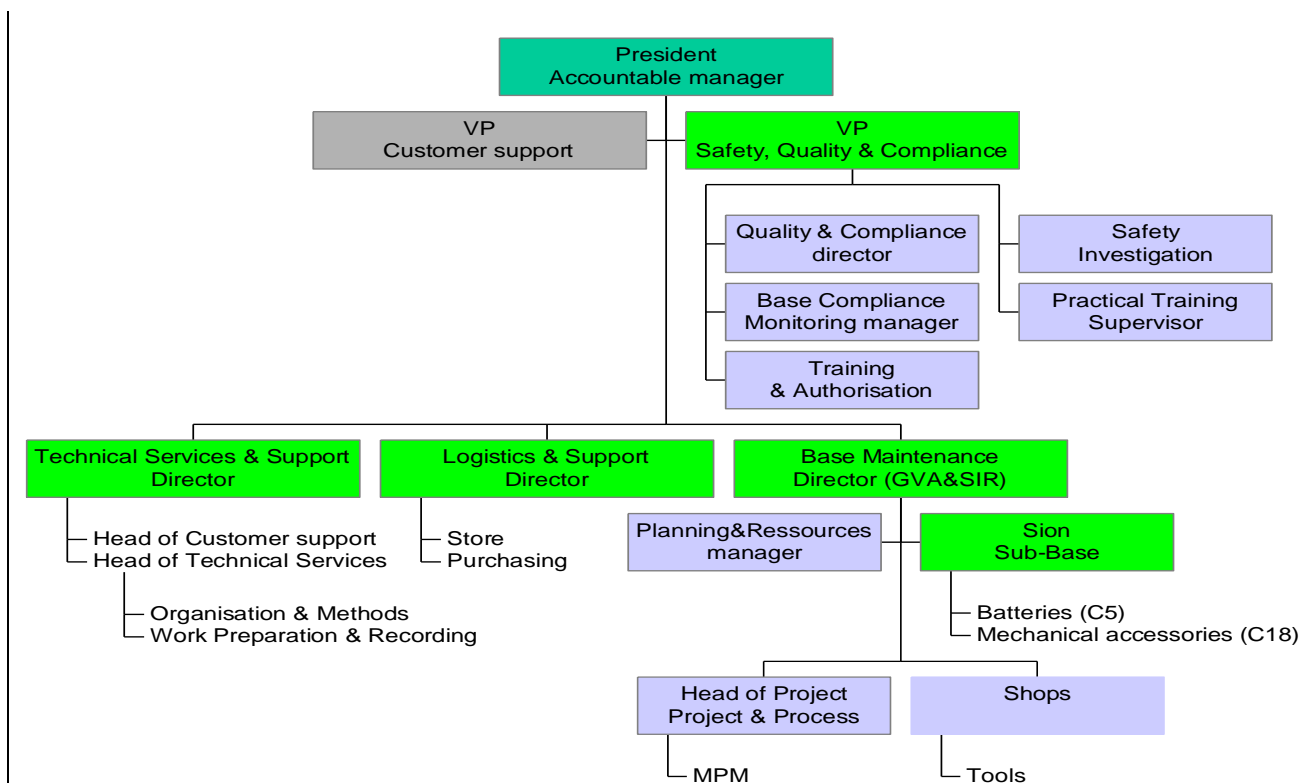 President
Accountable manager
VP
Customer support
VP
Safety, Quality & Compliance
Quality & Compliance
director
Safety
Investigation
Base Compliance
Monitoring manager
Practical Training
Supervisor
Training
& Authorisation
Technical Services & Support
Director
Logistics & Support
Director
Base Maintenance
Director (GVA&SIR)
Head of Customer support
Head of Technical Services
Organisation & Methods
Work Preparation & Recording
Store
Purchasing
Planning&Ressources
manager
Sion
Sub-Base
Batteries (C5)
Mechanical accessories (C18)
Head of Project
Project & Process
Shops
MPM
Tools